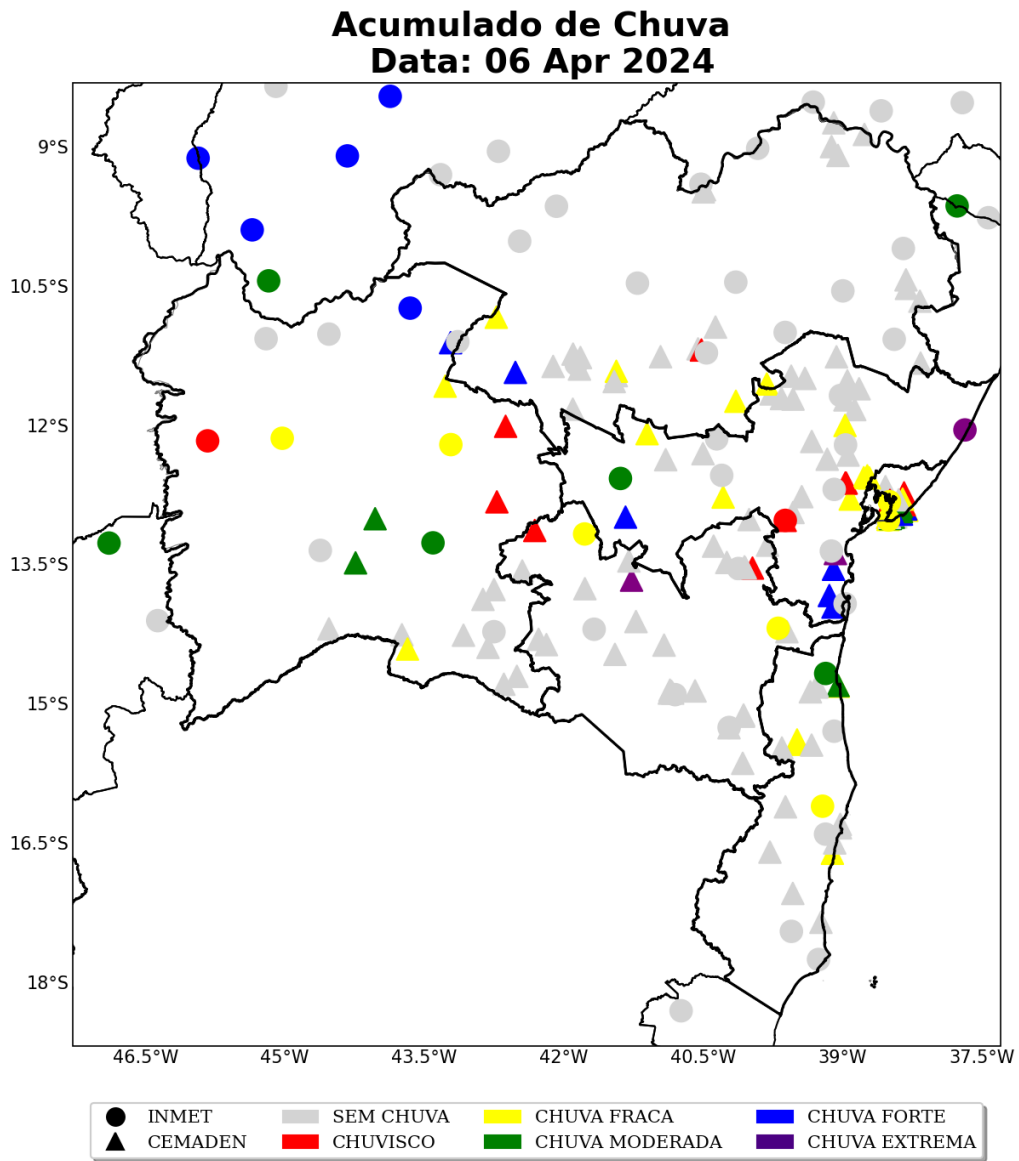 Acumulado de Chuva
Data: 06 Apr 2024
9°S
10.5°S
12°S
13.5°S
15°S
16.5°S
18°S
46.5°W 45°W 43.5°W 42°W 40.5°W 39°W 37.5°W
INMET SEM CHUVA CHUVA FRACA CHUVA FORTE
CEMADEN CHUVISCO CHUVA MODERADA CHUVA EXTREMA